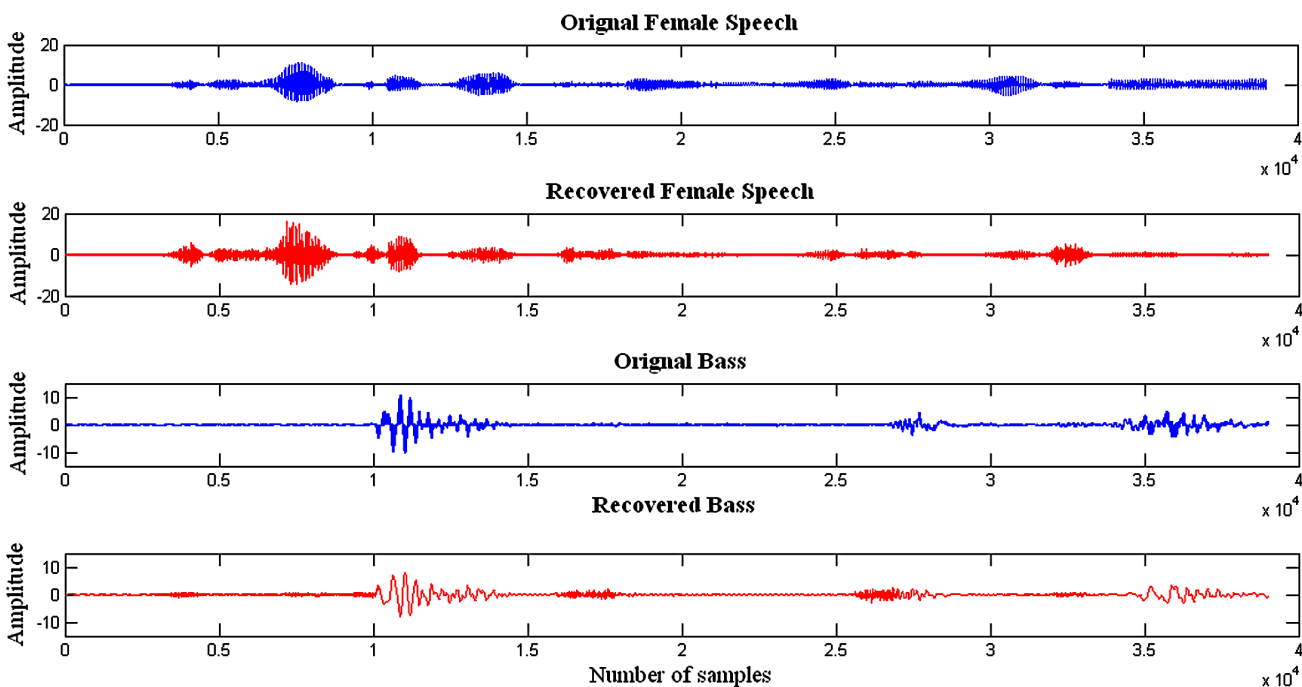 Orignal Female Speech
Amplitude
20
0
-20
0 0.5 1 1.5 2 2.5 3 3.5 4
x 10^4
Recovered Female Speech
Amplitude
20
0
-20
0 0.5 1 1.5 2 2.5 3 3.5 4
x 10^4
Orignal Bass
Amplitude
10
0
-10
0 0.5 1 1.5 2 2.5 3 3.5 4
x 10^4
Recovered Bass
Amplitude
10
0
-10
0 0.5 1 1.5 2 2.5 3 3.5 4
Number of samples
x 10^4